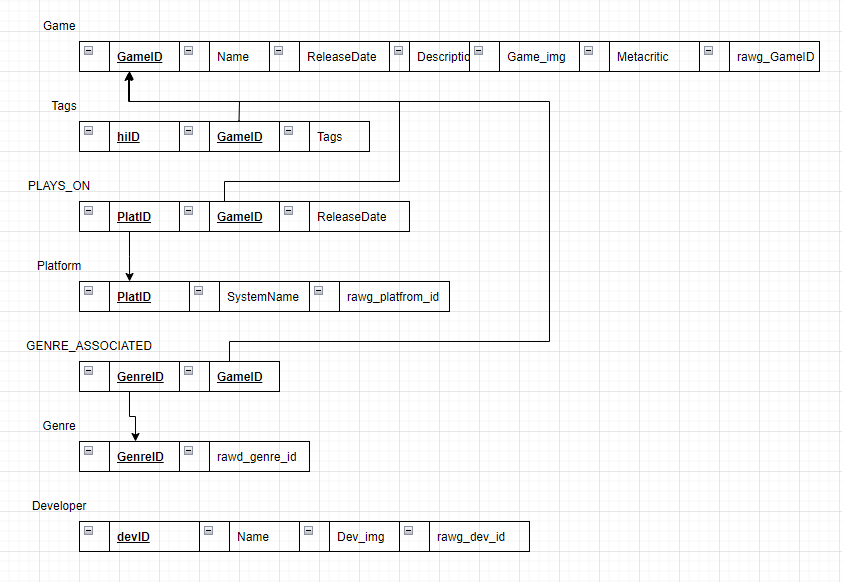 Game
GameID Name ReleaseDate Descriptio Game_img Metacritic rawg_GameID
Tags
hiID GameID Tags
PLAYS_ON
PlatID GameID ReleaseDate
Platform
PlatID SystemName rawg_platfrom_id
GENRE_ASSOCIATED
GenreID GameID
Genre
GenreID rawd_genre_id
Developer
devID Name Dev_img rawg_dev_id